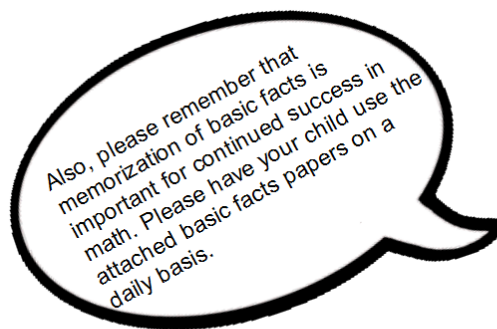 Also, please remember that
memorization of basic facts is
important for continued success in
math. Please have your child use the
attached basic facts papers on a
daily basis.